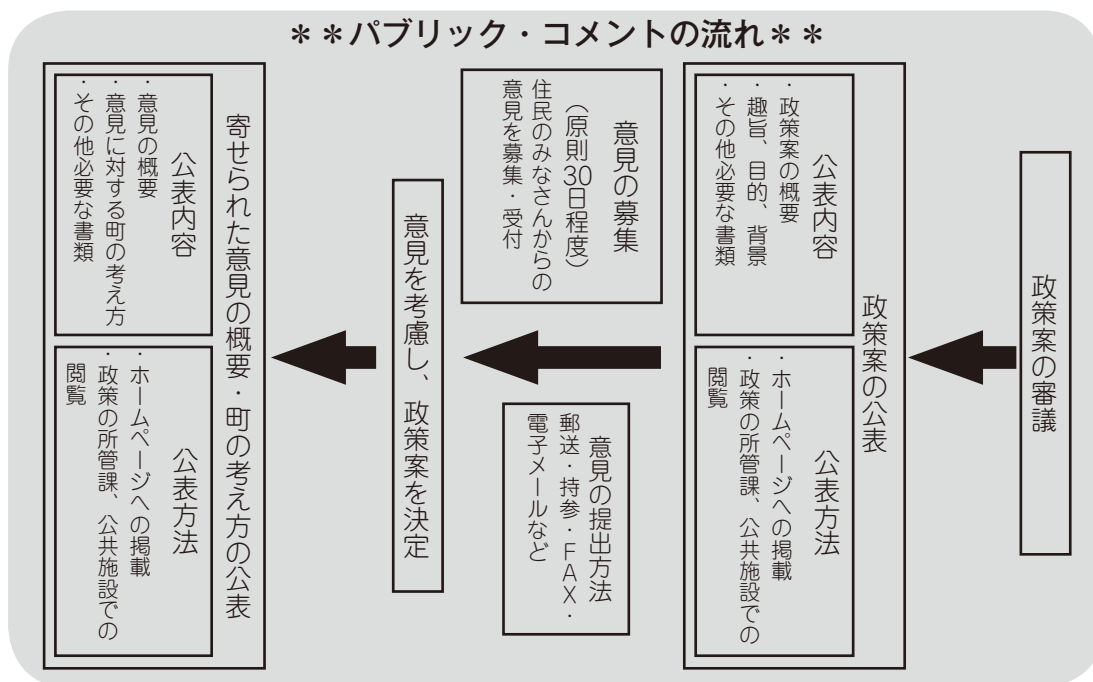 ＊＊パブリック・コメントの流れ＊＊
政策案の審議
政策案の公表
公表内容
・政策案の概要
・趣旨、目的、背景
・その他必要な書類
公表方法
・ホームページへの掲載
・政策の所管課、公共施設での
閲覧
意見の募集
（原則30日程度）
住民のみなさんからの
意見を募集・受付
意見の提出方法
郵送・持参・ＦＡＸ・
電子メールなど
意見を考慮し、政策案を決定
寄せられた意見の概要・町の考え方の公表
公表内容
・意見の概要
・意見に対する町の考え方
・その他必要な書類
公表方法
・ホームページへの掲載
・政策の所管課、公共施設での
閲覧